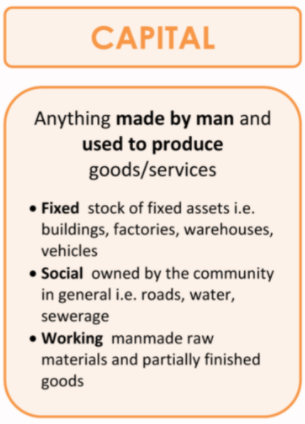 CAPITAL
Anything made by man and
used to produce
goods/services
• Fixed stock of fixed assets i.e.
buildings, factories, warehouses,
vehicles
• Social owned by the community
in general i.e. roads, water,
sewerage
• Working manmade raw
materials and partially finished
goods